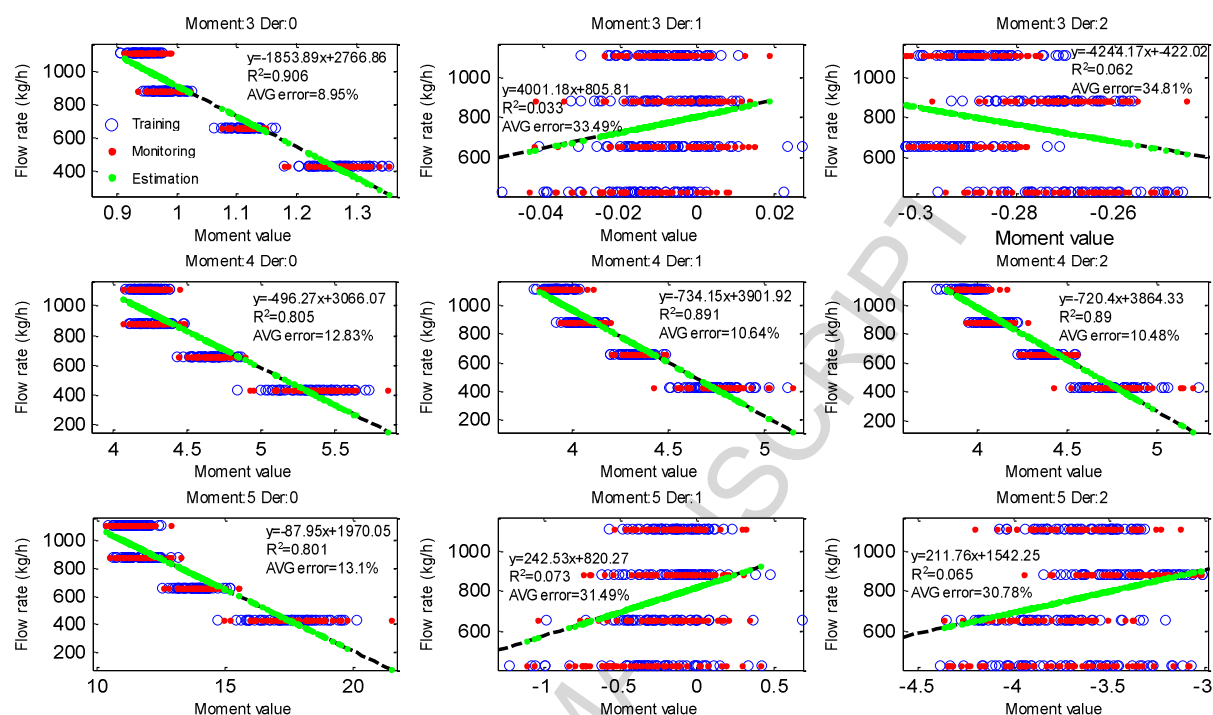 Moment:3 Der:0
Flow rate (kg/h)
1000
800
600
400
y=-1853.89x+2766.86
R²=0.906
AVG error=8.95%
Training
Monitoring
Estimation
0.9 1 1.1 1.2 1.3
Moment value
Moment:3 Der:1
Flow rate (kg/h)
1000
800
600
y=4001.18+805.81
R²=0.033
AVG error=33.49%
-0.04 -0.02 0 0.02
Moment value
Moment:3 Der:2
Flow rate (kg/h)
1000
800
600
y=-4244.17x+-422.02
R²=0.062
AVG error=34.81%
-0.3 -0.28 -0.26
Moment value
Moment:4 Der:0
Flow rate (kg/h)
1000
800
600
400
200
y=-496.27x+3066.07
R²=0.805
AVG error=12.83%
4 4.5 5 5.5
Moment value
Moment:4 Der:1
Flow rate (kg/h)
1000
800
600
400
200
y=-734.15x+3901.92
R²=0.891
AVG error=10.64%
4 4.5 5
Moment value
Moment:4 Der:2
Flow rate (kg/h)
1000
800
600
400
200
y=-720.4x+3864.33
R²=0.89
AVG error=10.48%
4 4.5 5
Moment value
Moment:5 Der:0
Flow rate (kg/h)
1000
800
600
400
200
y=-87.95x+1970.05
R²=0.801
AVG error=13.1%
10 15 20
Moment value
Moment:5 Der:1
Flow rate (kg/h)
1000
800
600
y=242.53+820.27
R²=0.073
AVG error=31.49%
-1 -0.5 0 0.5
Moment value
Moment:5 Der:2
Flow rate (kg/h)
1000
800
600
y=211.76x+1542.25
R²=0.065
AVG error=30.78%
-4.5 -4 -3.5 -3
Moment value
MANUSCRIPT